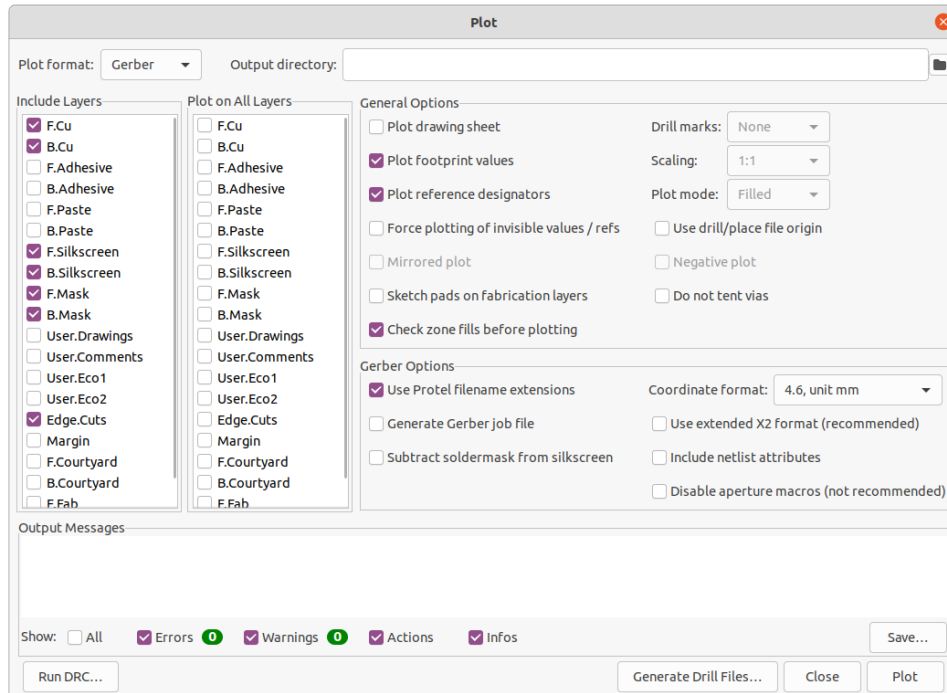 Plot
Plot format: Gerber Output directory:
Include Layers
F.Cu
B.Cu
F.Adhesive
B.Adhesive
F.Paste
B.Paste
F.Silkscreen
B.Silkscreen
F.Mask
B.Mask
User.Drawings
User.Comments
User.Eco1
User.Eco2
Edge.Cuts
Margin
F.Courtyard
B.Courtyard
F.Fab
Plot on All Layers
F.Cu
B.Cu
F.Adhesive
B.Adhesive
F.Paste
B.Paste
F.Silkscreen
B.Silkscreen
F.Mask
B.Mask
User.Drawings
User.Comments
User.Eco1
User.Eco2
Edge.Cuts
Margin
F.Courtyard
B.Courtyard
F.Fab
General Options
Plot drawing sheet Drill marks: None
Plot footprint values Scaling: 1:1
Plot reference designators Plot mode: Filled
Force plotting of invisible values / refs Use drill/place file origin
Mirrored plot Negative plot
Sketch pads on fabrication layers Do not tent vias
Check zone fills before plotting
Gerber Options
Use Protel filename extensions Coordinate format: 4.6, unit mm
Generate Gerber job file Use extended X2 format (recommended)
Subtract soldermask from silkscreen Include netlist attributes
Disable aperture macros (not recommended)
Output Messages
Show: All Errors 0 Warnings 0 Actions Infos Save...
Run DRC... Generate Drill Files... Close Plot